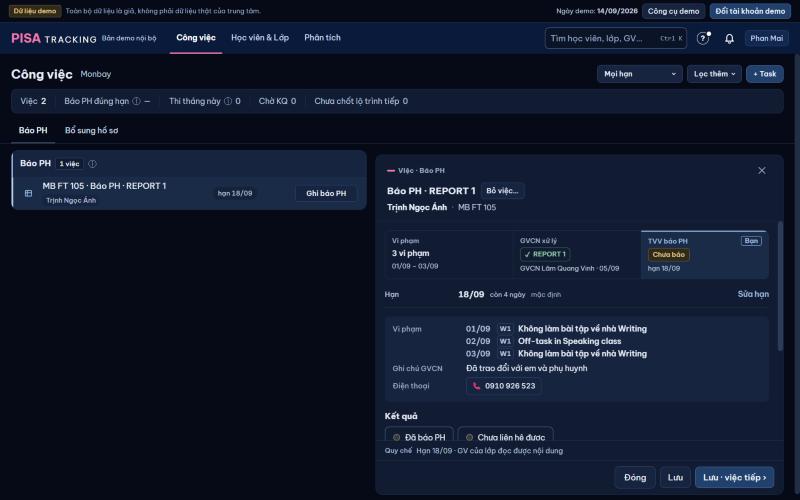 Dữ liệu demo Toàn bộ dữ liệu là giả, không phải dữ liệu thật của trung tâm. Ngày demo: 14/09/2026 Công cụ demo Đổi tài khoản demo
PISA TRACKING Bản demo nội bộ Công việc Học viên & Lớp Phân tích Tìm học viên, lớp, GV... Ctrl K ? Phan Mai
Công việc Monbay Mọi hạn Lọc thêm + Task
Việc 2 Báo PH đúng hạn ⓘ — Thi tháng này ⓘ 0 Chờ KQ 0 Chưa chốt lộ trình tiếp 0
Báo PH Bổ sung hồ sơ
Báo PH 1 việc ⓘ
MB FT 105 · Báo PH · REPORT 1 hạn 18/09 Ghi báo PH
Trịnh Ngọc Ánh
Việc · Báo PH
Báo PH · REPORT 1 Bỏ việc...
Trịnh Ngọc Ánh · MB FT 105
Vi phạm
3 vi phạm
01/09 – 03/09
GVCN xử lý
✓ REPORT 1
GVCN Lâm Quang Vinh · 05/09
TVV báo PH Bạn
Chưa báo
hạn 18/09
Hạn 18/09 còn 4 ngày mặc định Sửa hạn
Vi phạm 01/09 W1 Không làm bài tập về nhà Writing
02/09 W1 Off-task in Speaking class
03/09 W1 Không làm bài tập về nhà Writing
Ghi chú GVCN Đã trao đổi với em và phụ huynh
Điện thoại 0910 926 523
Kết quả
Đã báo PH Chưa liên hệ được
Quy chế Hạn 18/09 · GV của lớp đọc được nội dung
Đóng Lưu Lưu · việc tiếp ›